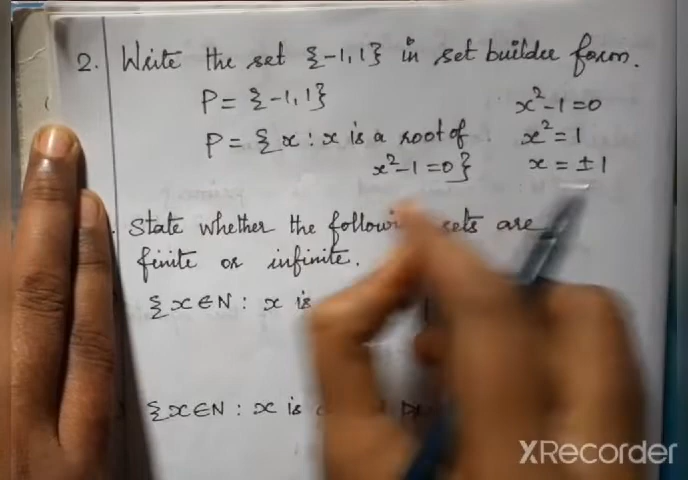 2. Write the set {-1, 1} in set builder form.
P = {-1, 1}
x² - 1 = 0
P = {x : x is a root of
x² = 1
x² - 1 = 0}
x = ± 1
State whether the following sets are
finite or infinite.
{x ∈ N : x is
{x ∈ N : x is
XRecorder